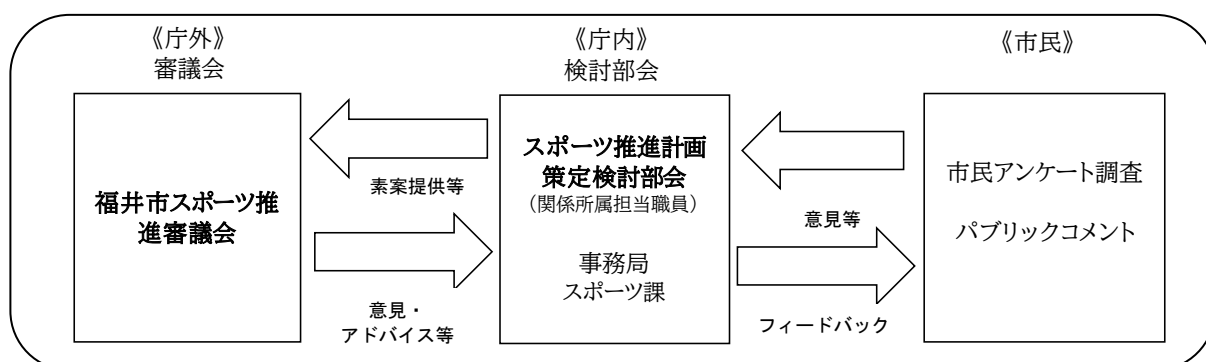 《庁外》
審議会
福井市スポーツ推
進審議会
素案提供等
意見・
アドバイス等
《庁内》
検討部会
スポーツ推進計画
策定検討部会
（関係所属担当職員）
事務局
スポーツ課
意見等
フィードバック
《市民》
市民アンケート調査
パブリックコメント